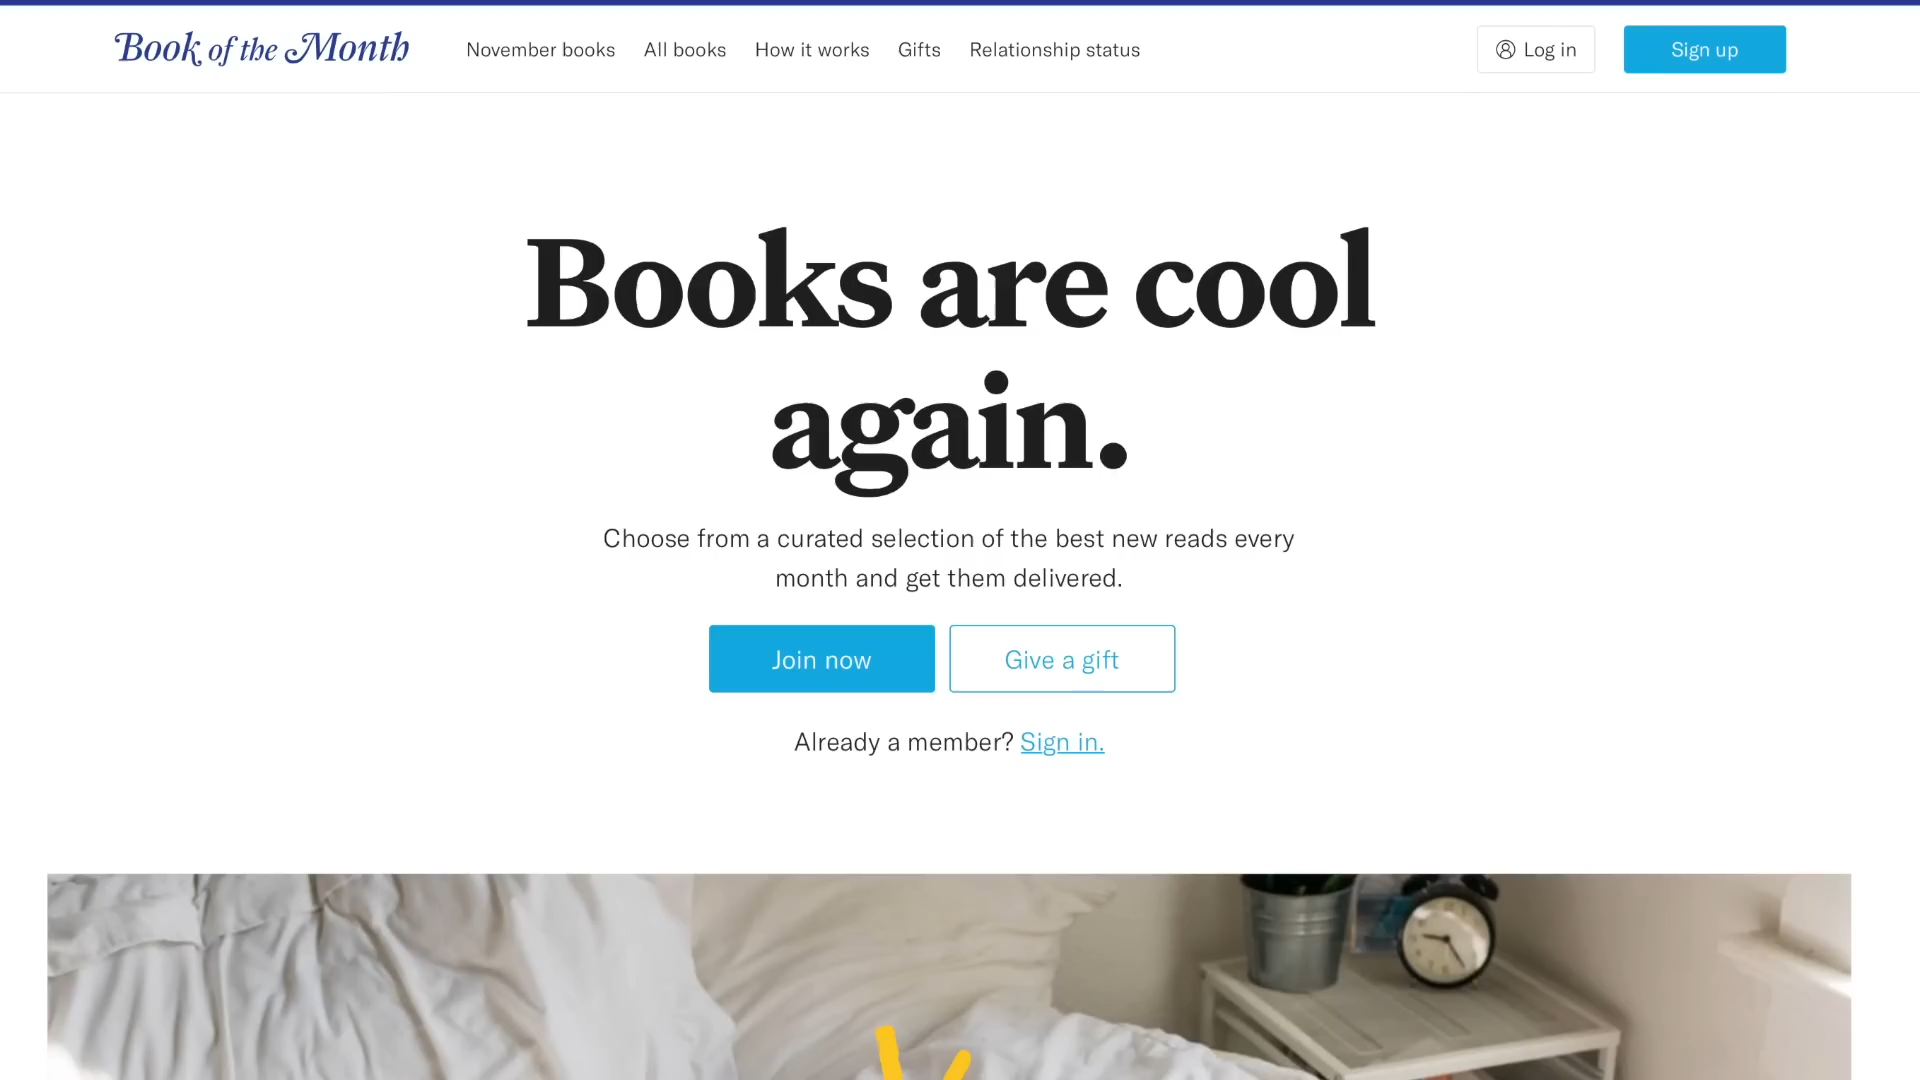 Book of the Month
November books
All books
How it works
Gifts
Relationship status
Log in
Sign up
Books are cool
again.
Choose from a curated selection of the best new reads every
month and get them delivered.
Join now
Give a gift
Already a member? Sign in.